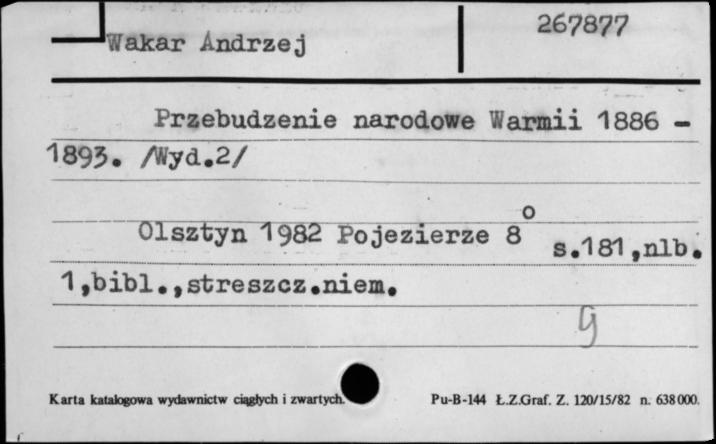 267877
Wakar Andrzej
Przebudzenie narodowe Warmii 1886 -
1893. /Wyd.2/
Olsztyn 1982 Pojezierze 8° s.181,nlb.
1,bibl.,streszcz.niem.
Karta katalogowa wydawnictw ciągłych i zwartych. Pu-B-144 Ł.Z.Graf. Z. 120/15/82 n. 638000.